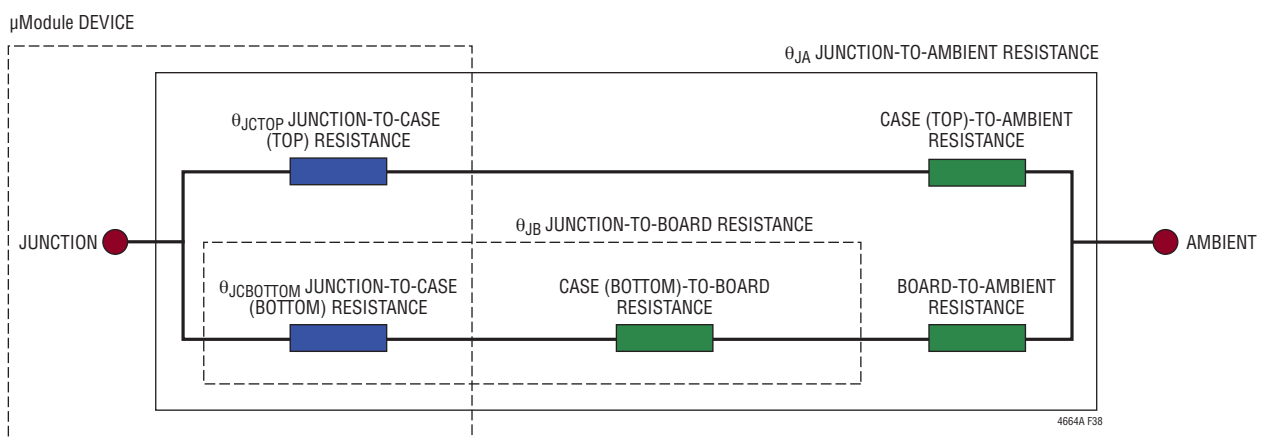 µModule DEVICE
θJA JUNCTION-TO-AMBIENT RESISTANCE
θJCTOP JUNCTION-TO-CASE
(TOP) RESISTANCE
CASE (TOP)-TO-AMBIENT
RESISTANCE
θJB JUNCTION-TO-BOARD RESISTANCE
JUNCTION
AMBIENT
θJCBOTTOM JUNCTION-TO-CASE
(BOTTOM) RESISTANCE
CASE (BOTTOM)-TO-BOARD
RESISTANCE
BOARD-TO-AMBIENT
RESISTANCE
4664A F38